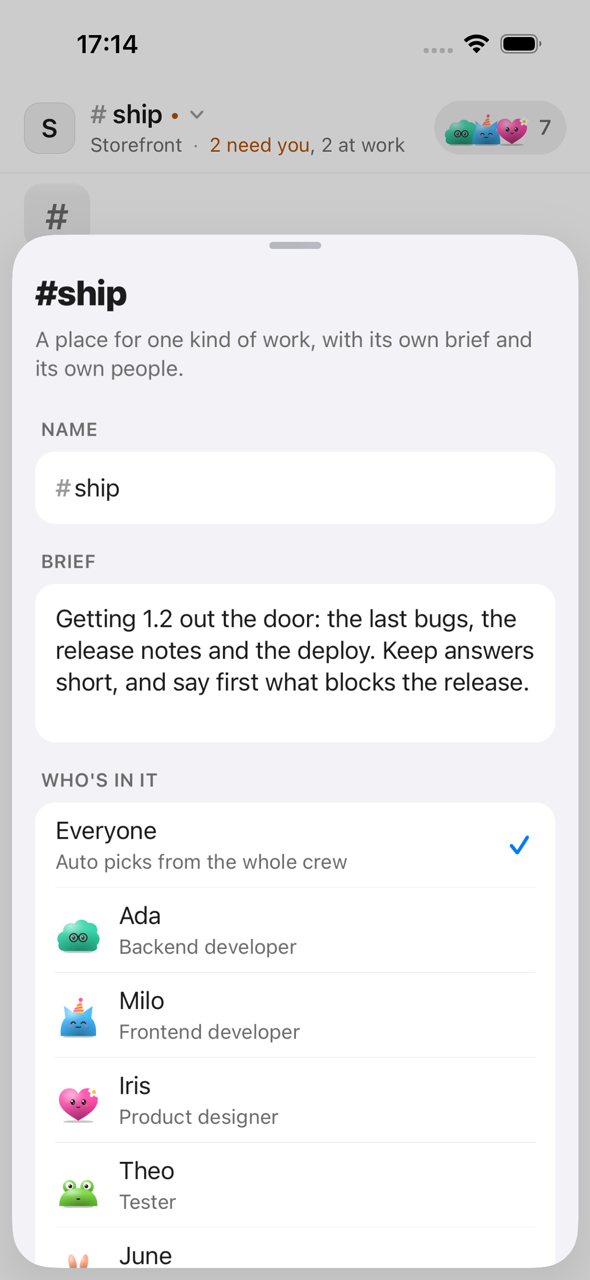 17:14
S
# ship •
Storefront · 2 need you, 2 at work
7
#
#ship
A place for one kind of work, with its own brief and
its own people.
NAME
#ship
BRIEF
Getting 1.2 out the door: the last bugs, the
release notes and the deploy. Keep answers
short, and say first what blocks the release.
WHO'S IN IT
Everyone
Auto picks from the whole crew
Ada
Backend developer
Milo
Frontend developer
Iris
Product designer
Theo
Tester
June